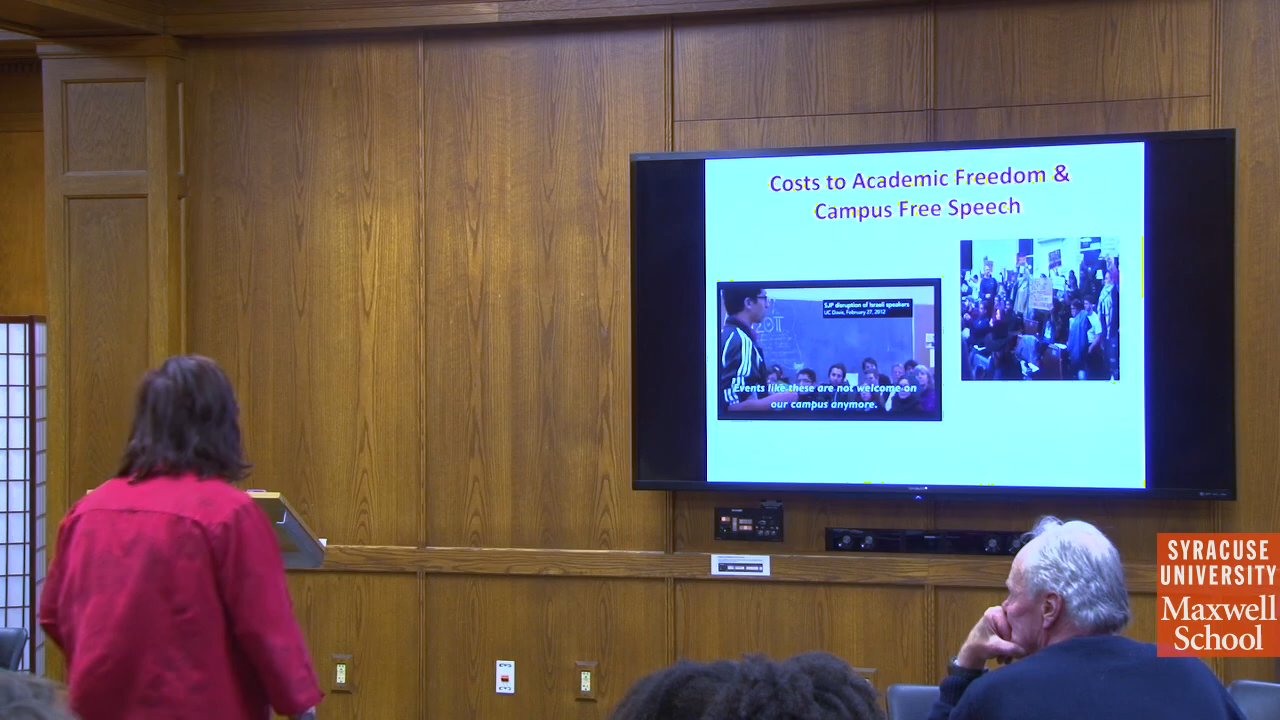 Costs to Academic Freedom &
Campus Free Speech
SJP disruption of Israeli speakers
UC Davis, February 27, 2012
Events like these are not welcome on
our campus anymore.
SYRACUSE
UNIVERSITY
Maxwell
School